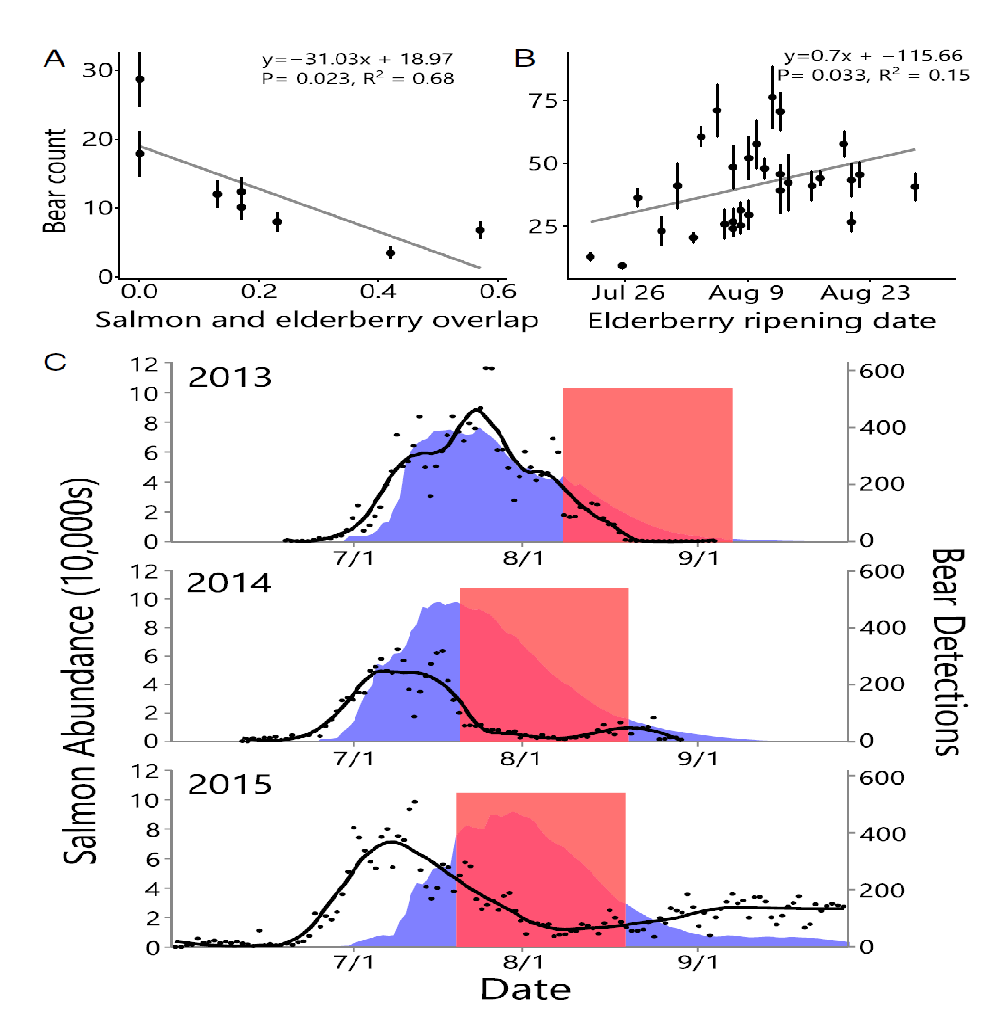 A
y=−31.03x + 18.97
P= 0.023, R² = 0.68
30
20
10
0
Bear count
0.0 0.2 0.4 0.6
Salmon and elderberry overlap
B
y=0.7x + −115.66
P= 0.033, R² = 0.15
75
50
25
Jul 26 Aug 9 Aug 23
Elderberry ripening date
C
2013
12
10
8
6
4
2
0
600
400
200
0
7/1 8/1 9/1
2014
12
10
8
6
4
2
0
600
400
200
0
7/1 8/1 9/1
2015
12
10
8
6
4
2
0
600
400
200
0
7/1 8/1 9/1
Salmon Abundance (10,000s)
Bear Detections
Date